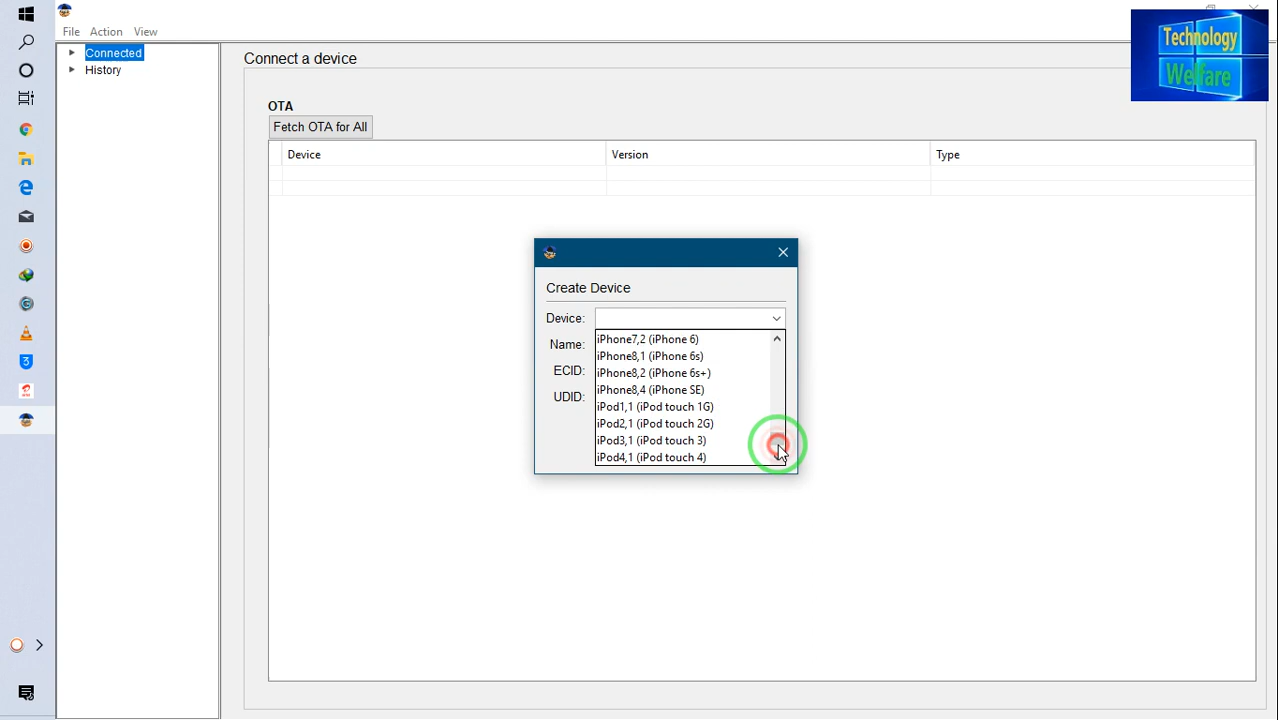 File Action View
Technology
Welfare
Connected
History
Connect a device
OTA
Fetch OTA for All
Device Version Type
Create Device
Device:
Name:
ECID:
UDID:
iPhone7,2 (iPhone 6)
iPhone8,1 (iPhone 6s)
iPhone8,2 (iPhone 6s+)
iPhone8,4 (iPhone SE)
iPod1,1 (iPod touch 1G)
iPod2,1 (iPod touch 2G)
iPod3,1 (iPod touch 3)
iPod4,1 (iPod touch 4)